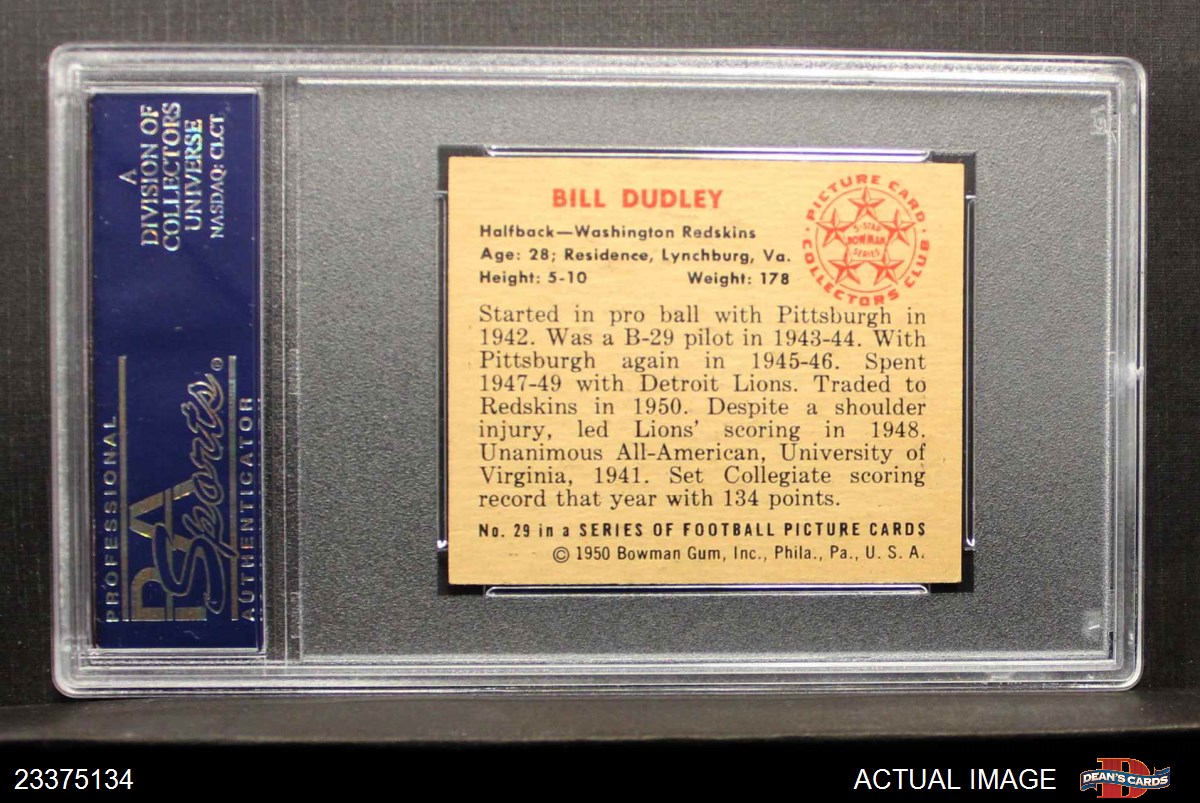 A
DIVISION OF
COLLECTORS
UNIVERSE
NASDAQ: CLCT
PROFESSIONAL
PSA
Sports®
AUTHENTICATOR
BILL DUDLEY
Halfback—Washington Redskins
Age: 28; Residence, Lynchburg, Va.
Height: 5-10 Weight: 178
PICTURE CARD
5-STAR
BOWMAN
SERIES
COLLECTORS CLUB
Started in pro ball with Pittsburgh in
1942. Was a B-29 pilot in 1943-44. With
Pittsburgh again in 1945-46. Spent
1947-49 with Detroit Lions. Traded to
Redskins in 1950. Despite a shoulder
injury, led Lions' scoring in 1948.
Unanimous All-American, University of
Virginia, 1941. Set Collegiate scoring
record that year with 134 points.
No. 29 in a SERIES OF FOOTBALL PICTURE CARDS
© 1950 Bowman Gum, Inc., Phila., Pa., U. S. A.
23375134
ACTUAL IMAGE
D
DEAN'S CARDS